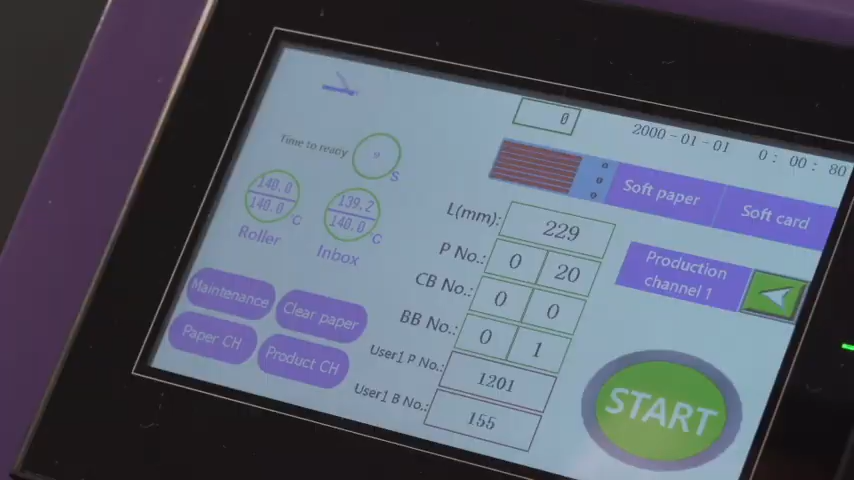 0
2000-01-01 0: 00: 80
Time to ready
S
140.0
140.0
C
Roller
139.2
140.0
C
Inbox
Soft paper
Soft card
L(mm):
229
P No.:
0
20
CB No.:
0
0
BB No.:
0
1
User1 P No.:
1201
User1 B No.:
155
Production
channel 1
Maintenance
Clear paper
Paper CH
Product CH
START